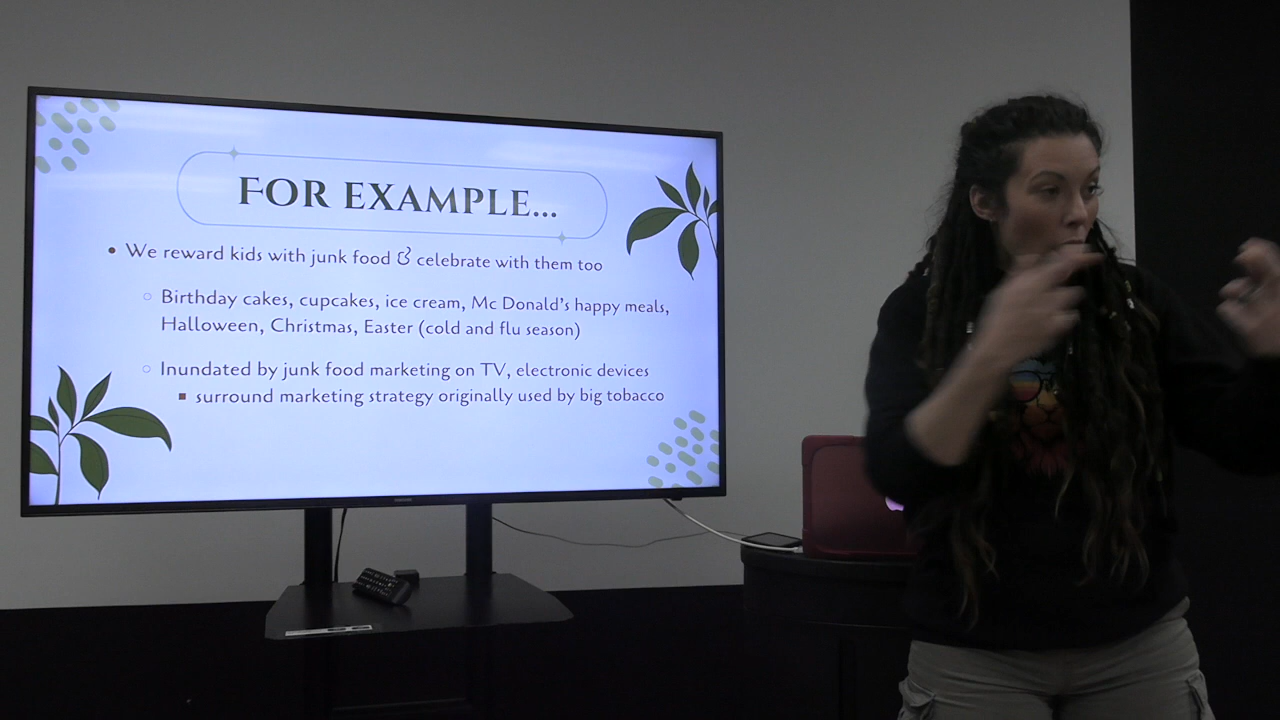 FOR EXAMPLE...
• We reward kids with junk food & celebrate with them too
○ Birthday cakes, cupcakes, ice cream, Mc Donald's happy meals,
Halloween, Christmas, Easter (cold and flu season)
○ Inundated by junk food marketing on TV, electronic devices
▪ surround marketing strategy originally used by big tobacco